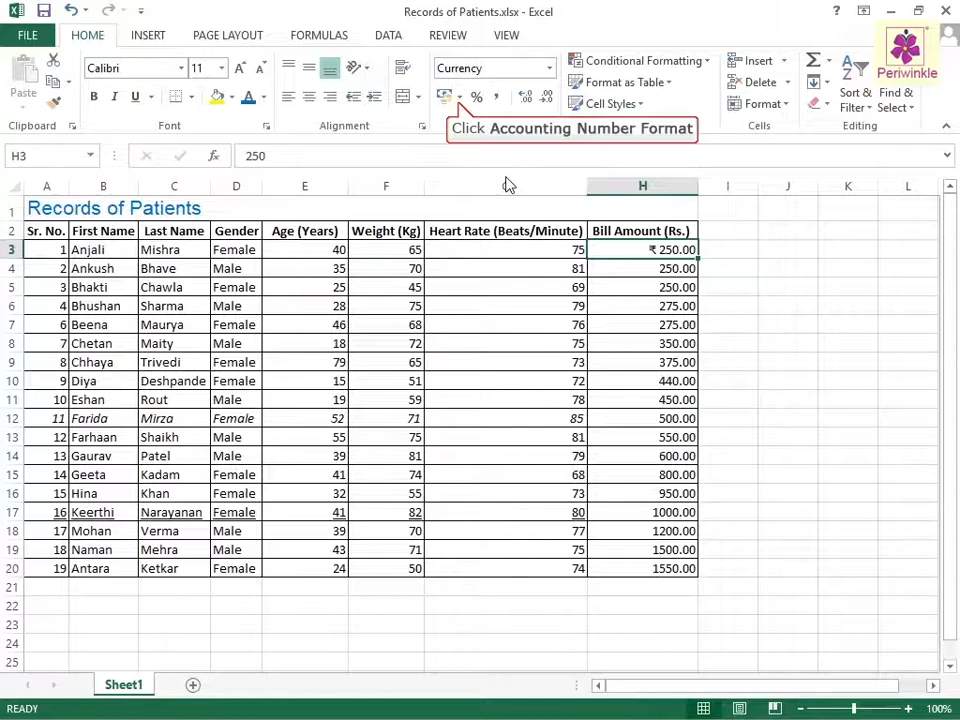 Records of Patients.xlsx - Excel
FILE HOME INSERT PAGE LAYOUT FORMULAS DATA REVIEW VIEW
Periwinkle
Paste
Calibri 11
B I U
Currency
%
Conditional Formatting
Format as Table
Cell Styles
Insert
Delete
Format
Sort &
Filter
Find &
Select
Clipboard Font Alignment Cells Editing
Click Accounting Number Format
H3 fx 250
A B C D E F G H I J K L
1 Records of Patients
2 Sr. No. First Name Last Name Gender Age (Years) Weight (Kg) Heart Rate (Beats/Minute) Bill Amount (Rs.)
3 1 Anjali Mishra Female 40 65 75 ₹ 250.00
4 2 Ankush Bhave Male 35 70 81 250.00
5 3 Bhakti Chawla Female 25 45 69 250.00
6 4 Bhushan Sharma Male 28 75 79 275.00
7 6 Beena Maurya Female 46 68 76 275.00
8 7 Chetan Maity Male 18 72 75 350.00
9 8 Chhaya Trivedi Female 79 65 73 375.00
10 9 Diya Deshpande Female 15 51 72 440.00
11 10 Eshan Rout Male 19 59 78 450.00
12 11 Farida Mirza Female 52 71 85 500.00
13 12 Farhaan Shaikh Male 55 75 81 550.00
14 13 Gaurav Patel Male 39 81 79 600.00
15 14 Geeta Kadam Female 41 74 68 800.00
16 15 Hina Khan Female 32 55 73 950.00
17 16 Keerthi Narayanan Female 41 82 80 1000.00
18 17 Mohan Verma Male 39 70 77 1200.00
19 18 Naman Mehra Male 43 71 75 1500.00
20 19 Antara Ketkar Female 24 50 74 1550.00
21
22
23
24
25
Sheet1
READY 100%